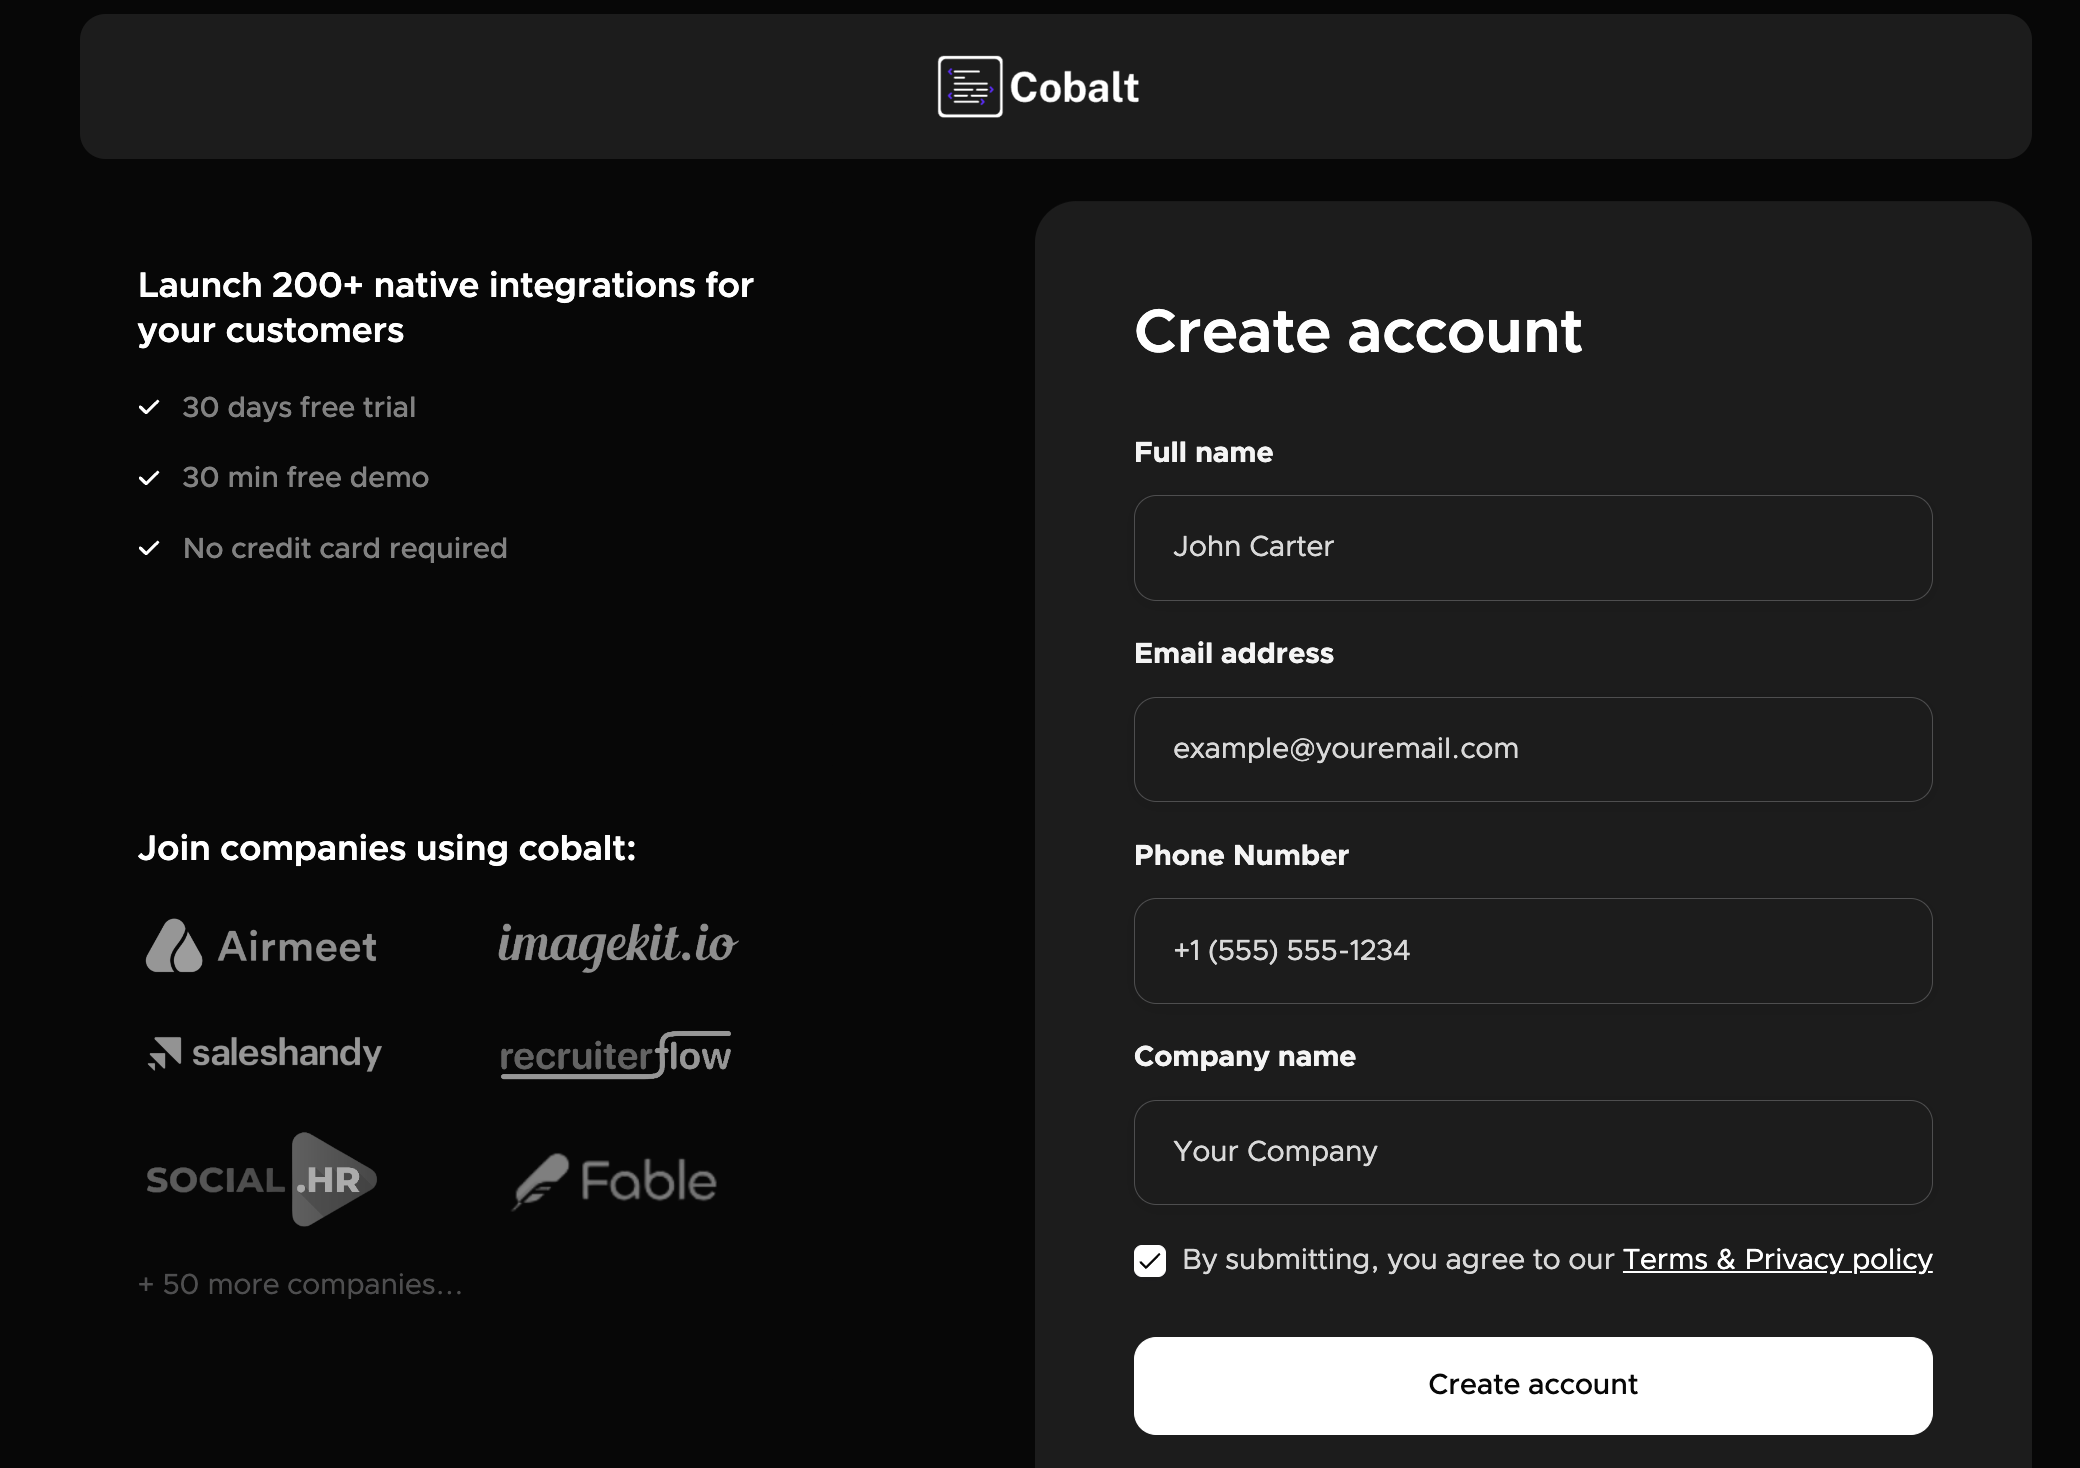 Cobalt
Launch 200+ native integrations for
your customers
30 days free trial
30 min free demo
No credit card required
Join companies using cobalt:
Airmeet
imagekit.io
saleshandy
recruiterflow
SOCIAL.HR
Fable
+ 50 more companies...
Create account
Full name
John Carter
Email address
example@youremail.com
Phone Number
+1 (555) 555-1234
Company name
Your Company
By submitting, you agree to our Terms & Privacy policy
Create account